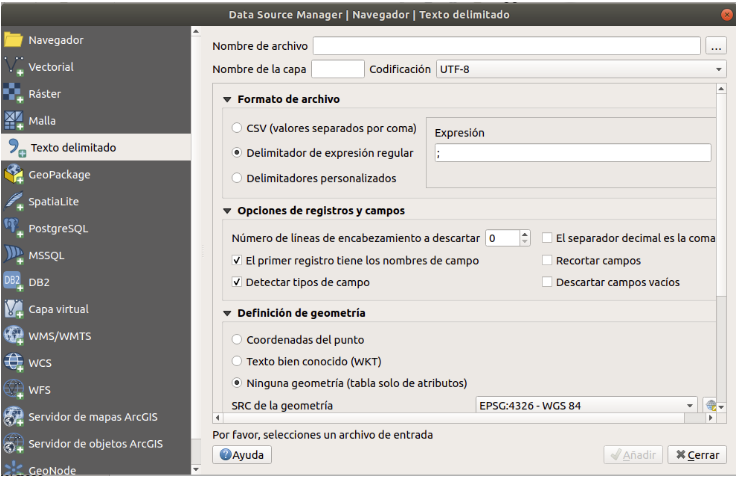 Data Source Manager | Navegador | Texto delimitado
Navegador
Vectorial
Ráster
Malla
Texto delimitado
GeoPackage
SpatiaLite
PostgreSQL
MSSQL
DB2
DB2
Capa virtual
WMS/WMTS
WCS
WFS
Servidor de mapas ArcGIS
Servidor de objetos ArcGIS
GeoNode
Nombre de archivo
...
Nombre de la capa
Codificación UTF-8
Formato de archivo
CSV (valores separados por coma)
Delimitador de expresión regular
Delimitadores personalizados
Expresión
;
Opciones de registros y campos
Número de líneas de encabezamiento a descartar 0
El separador decimal es la coma
El primer registro tiene los nombres de campo
Recortar campos
Detectar tipos de campo
Descartar campos vacíos
Definición de geometría
Coordenadas del punto
Texto bien conocido (WKT)
Ninguna geometría (tabla solo de atributos)
SRC de la geometría
EPSG:4326 - WGS 84
Por favor, selecciones un archivo de entrada
Ayuda
Añadir
Cerrar